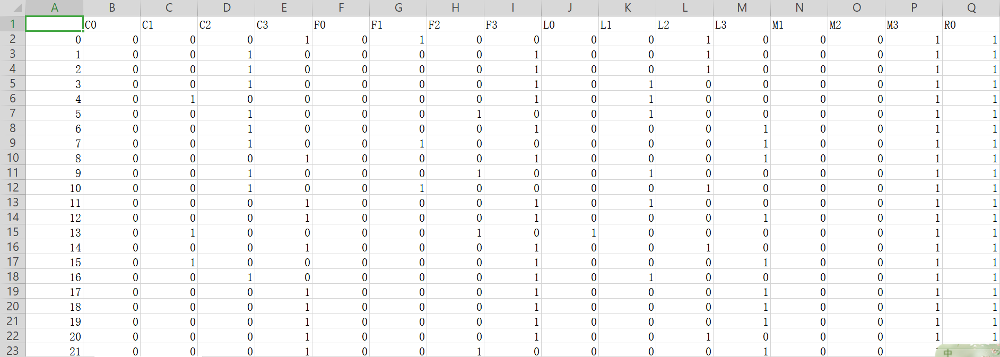 A B C D E F G H I J K L M N O P Q
1 C0 C1 C2 C3 F0 F1 F2 F3 L0 L1 L2 L3 M1 M2 M3 R0
2 0 0 0 0 1 0 1 0 0 0 0 1 0 0 0 1 1
3 1 0 0 1 0 0 0 0 1 0 0 1 0 0 0 1 1
4 2 0 0 1 0 0 0 0 1 0 0 1 0 0 0 1 1
5 3 0 0 1 0 0 0 0 1 0 1 0 0 0 0 1 1
6 4 0 1 0 0 0 0 0 1 0 1 0 0 0 0 1 1
7 5 0 0 1 0 0 0 1 0 0 1 0 0 0 0 1 1
8 6 0 0 1 0 0 0 0 1 0 0 0 1 0 0 1 1
9 7 0 0 1 0 0 1 0 0 0 0 0 1 0 0 1 1
10 8 0 0 0 1 0 0 0 1 0 0 0 1 0 0 1 1
11 9 0 0 1 0 0 0 1 0 0 1 0 0 0 0 1 1
12 10 0 0 1 0 0 1 0 0 0 0 1 0 0 0 1 1
13 11 0 0 0 1 0 0 0 1 0 1 0 0 0 0 1 1
14 12 0 0 0 1 0 0 0 1 0 0 0 1 0 0 1 1
15 13 0 1 0 0 0 0 1 0 1 0 0 0 0 0 1 1
16 14 0 0 0 1 0 0 0 1 0 0 1 0 0 0 1 1
17 15 0 1 0 0 0 0 0 1 0 0 0 1 0 0 1 1
18 16 0 0 1 0 0 0 0 1 0 1 0 0 0 0 1 1
19 17 0 0 0 1 0 0 0 1 0 0 0 1 0 0 1 1
20 18 0 0 0 1 0 0 0 1 0 0 0 1 0 0 1 1
21 19 0 0 0 1 0 0 0 1 0 0 0 1 0 0 1 1
22 20 0 0 0 1 0 0 0 1 0 0 1 0 0 0 1 1
23 21 0 0 0 1 0 0 1 0 0 0 0 1 0 0 中